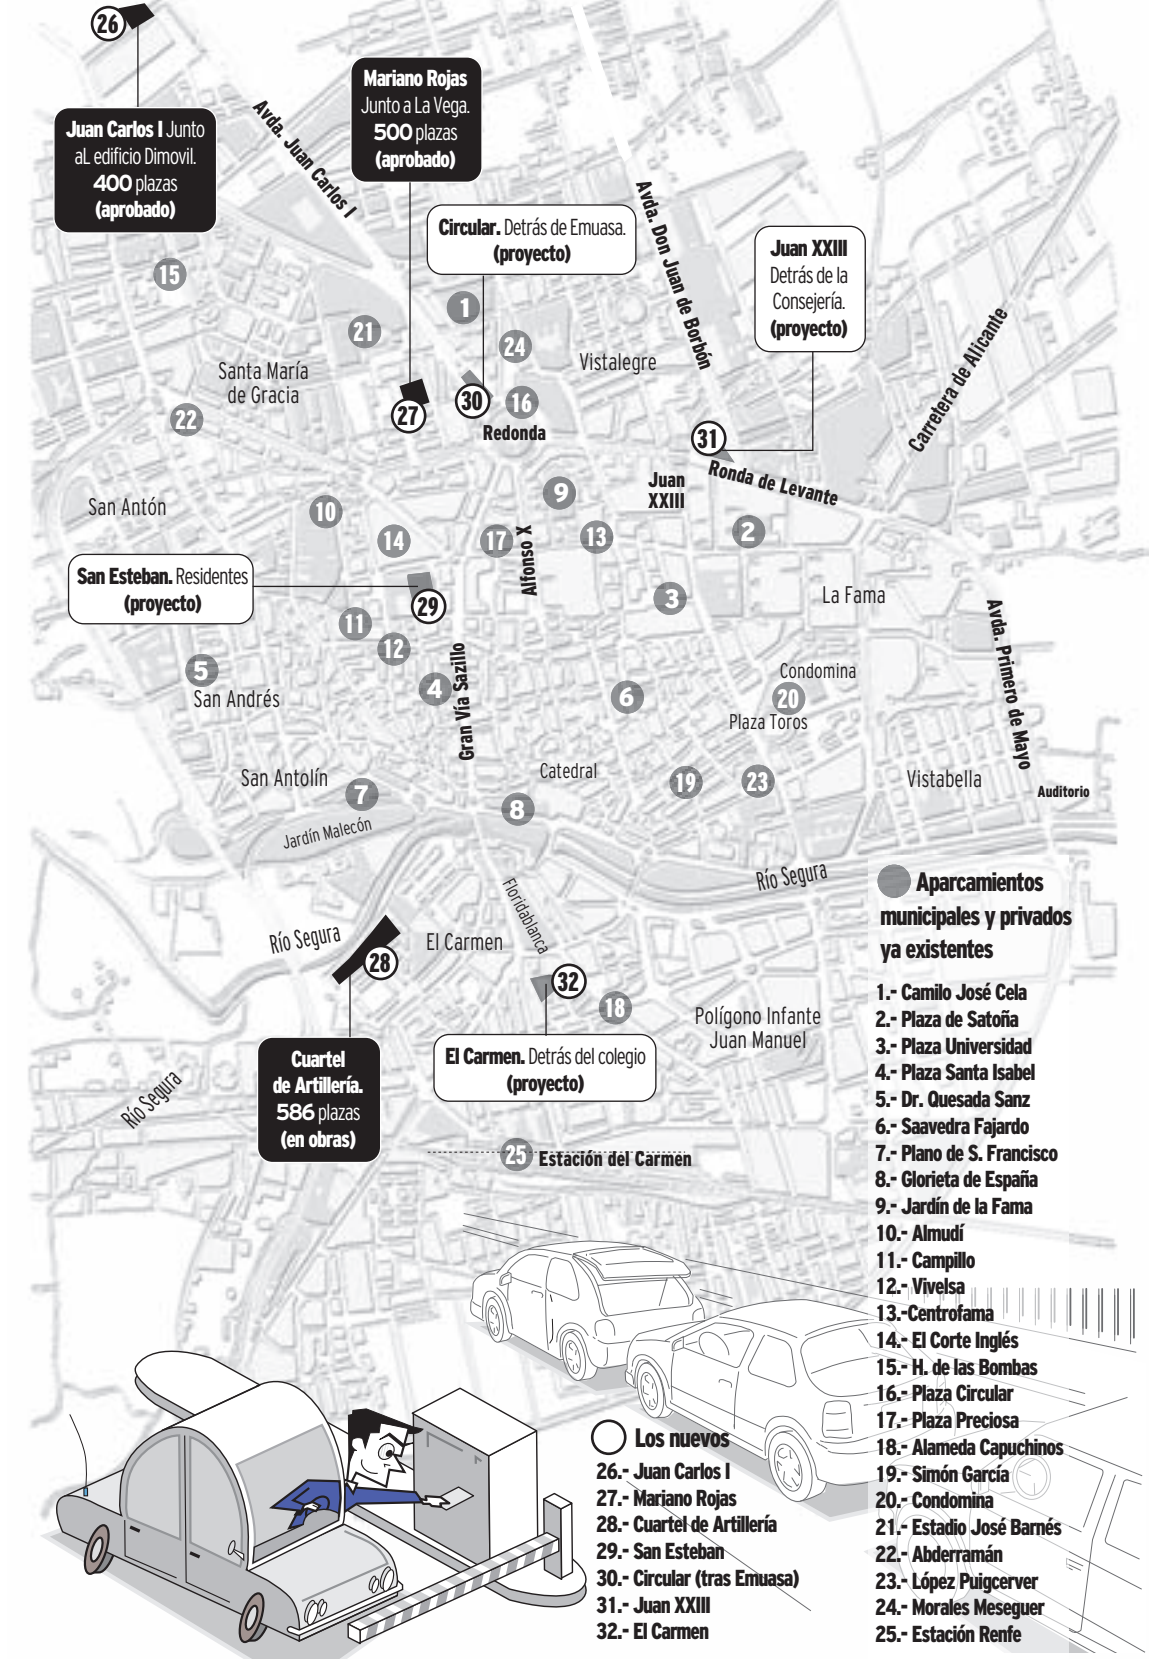 26
Mariano Rojas
Junto a La Vega.
500 plazas
(aprobado)
Juan Carlos I Junto
aL edificio Dimovil.
400 plazas
(aprobado)
Avda. Juan Carlos I
Avda. Don Juan de Borbón
Circular. Detrás de Emuasa.
(proyecto)
Juan XXIII
Detrás de la
Consejería.
(proyecto)
15
1
21
24
Vistalegre
Carretera de Alicante
Santa María
de Gracia
27
30
16
22
Redonda
31
Ronda de Levante
Juan
XXIII
San Antón
9
10
14
17
Alfonso X
13
2
San Esteban. Residentes
(proyecto)
29
3
La Fama
Avda. Primero de Mayo
11
12
5
San Andrés
4
Gran Vía Sazillo
6
Condomina
20
Plaza Toros
San Antolín
7
Catedral
19
23
Vistabella
Auditorio
8
Jardín Malecón
Río Segura
Floridablanca
Río Segura
28
El Carmen
32
18
Polígono Infante
Juan Manuel
Cuartel
de Artillería.
586 plazas
(en obras)
El Carmen. Detrás del colegio
(proyecto)
Río Segura
25
Estación del Carmen
Aparcamientos
municipales y privados
ya existentes
1.- Camilo José Cela
2.- Plaza de Satoña
3.- Plaza Universidad
4.- Plaza Santa Isabel
5.- Dr. Quesada Sanz
6.- Saavedra Fajardo
7.- Plano de S. Francisco
8.- Glorieta de España
9.- Jardín de la Fama
10.- Almudí
11.- Campillo
12.- Vivelsa
13.-Centrofama
14.- El Corte Inglés
15.- H. de las Bombas
16.- Plaza Circular
17.- Plaza Preciosa
18.- Alameda Capuchinos
19.- Simón García
20.- Condomina
21.- Estadio José Barnés
22.- Abderramán
23.- López Puigcerver
24.- Morales Meseguer
25.- Estación Renfe
Los nuevos
26.- Juan Carlos I
27.- Mariano Rojas
28.- Cuartel de Artillería
29.- San Esteban
30.- Circular (tras Emuasa)
31.- Juan XXIII
32.- El Carmen